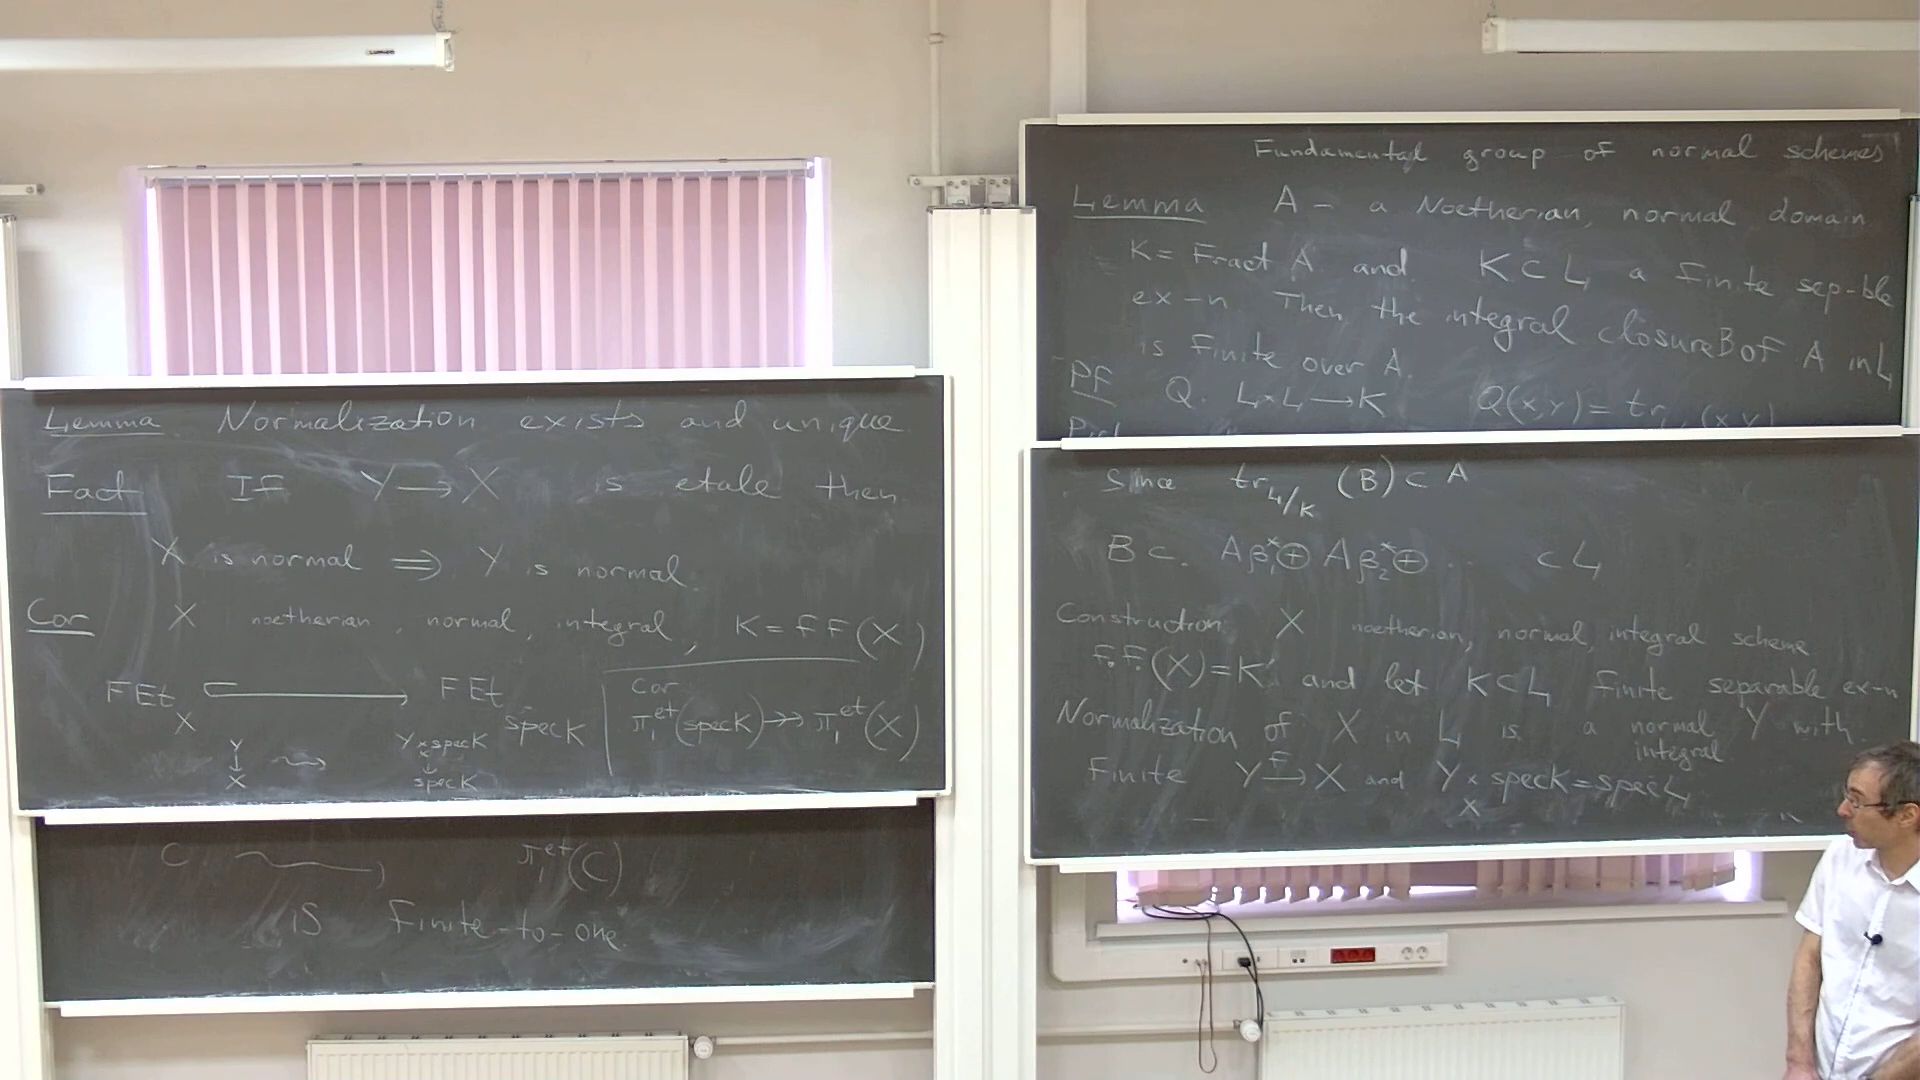 Fundamental group of normal schemes
Lemma A - a Noetherian, normal domain
K = Fract A and K ⊂ L a finite sep-ble
ex-n. Then the integral closure B of A in L
is finite over A.
PF Q: L×L → K Q(x,y) = tr (x y)
Since tr_{L/K} (B) ⊂ A
B ⊂ Aβ₁*⊕ Aβ₂*⊕ ... ⊂ L
Construction X noetherian, normal, integral scheme
f.f.(X) = K, and let K ⊂ L finite separable ex-n
Normalization of X in L is a normal Y with
integral
finite Y →^f X and Y ×_X spec K = spec L
Lemma Normalization exists and unique
Fact If Y → X is etale then
X is normal ⟹ Y is normal.
Cor X noetherian, normal, integral, K = ff(X)
FEt_X ↪ FEt_{spec K}
Y ↓ X ⇝ Y ×_X spec K ↓ spec K
Cor
π₁^{et}(spec K) ↠ π₁^{et}(X)
C ⇝ π₁^{et}(C)
is finite-to-one